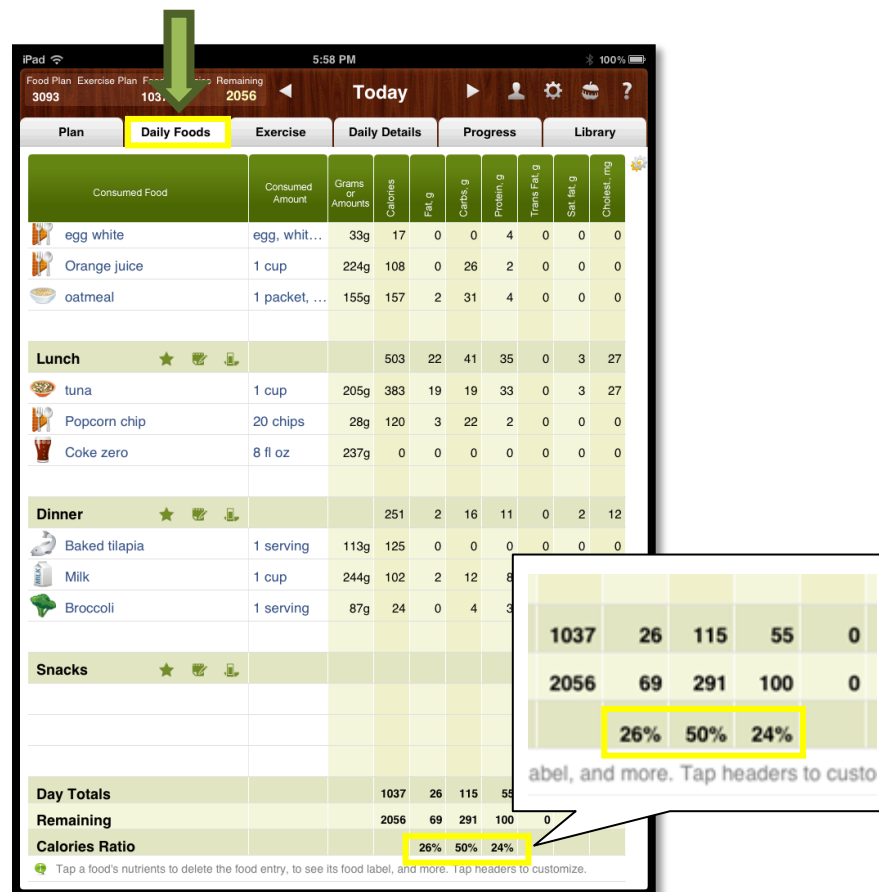 iPad 5:58 PM 100%
Food Plan Exercise Plan Remaining
3093 2056
Today
?
Plan Daily Foods Exercise Daily Details Progress Library
Consumed Food Consumed Amount Grams or Amounts Calories Fat, g Carbs, g Protein, g Trans Fat, g Sat. fat, g Cholest., mg
egg white egg, whit... 33g 17 0 0 4 0 0 0
Orange juice 1 cup 224g 108 0 26 2 0 0 0
oatmeal 1 packet, ... 155g 157 2 31 4 0 0 0
Lunch 503 22 41 35 0 3 27
tuna 1 cup 205g 383 19 19 33 0 3 27
Popcorn chip 20 chips 28g 120 3 22 2 0 0 0
Coke zero 8 fl oz 237g 0 0 0 0 0 0 0
Dinner 251 2 16 11 0 2 12
Baked tilapia 1 serving 113g 125 0 0 0 0 0 0
MILK
Milk 1 cup 244g 102 2 12 8
Broccoli 1 serving 87g 24 0 4 3
Snacks
Day Totals 1037 26 115 55
Remaining 2056 69 291 100 0
Calories Ratio 26% 50% 24%
Tap a food's nutrients to delete the food entry, to see its food label, and more. Tap headers to customize.
1037 26 115 55 0
2056 69 291 100 0
26% 50% 24%
abel, and more. Tap headers to custo